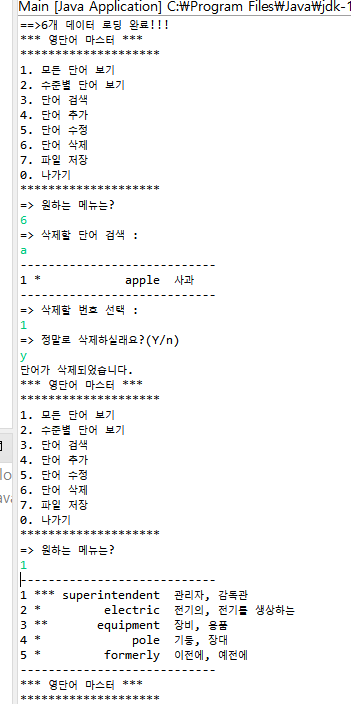 Main [Java Application] C:₩Program Files₩Java₩jdk-1
==>6개 데이터 로딩 완료!!!
*** 영단어 마스터 ***
********************
1. 모든 단어 보기
2. 수준별 단어 보기
3. 단어 검색
4. 단어 추가
5. 단어 수정
6. 단어 삭제
7. 파일 저장
0. 나가기
********************
=> 원하는 메뉴는?
6
=> 삭제할 단어 검색 :
a
----------------------------
1 *            apple  사과
----------------------------
=> 삭제할 번호 선택 :
1
=> 정말로 삭제하실래요?(Y/n)
y
단어가 삭제되었습니다.
*** 영단어 마스터 ***
********************
1. 모든 단어 보기
2. 수준별 단어 보기
3. 단어 검색
4. 단어 추가
5. 단어 수정
6. 단어 삭제
7. 파일 저장
0. 나가기
********************
=> 원하는 메뉴는?
1
----------------------------
1 *** superintendent  관리자, 감독관
2 *         electric  전기의, 전기를 생상하는
3 **       equipment  장비, 용품
4 *             pole  기둥, 장대
5 *         formerly  이전에, 예전에
----------------------------
*** 영단어 마스터 ***
********************